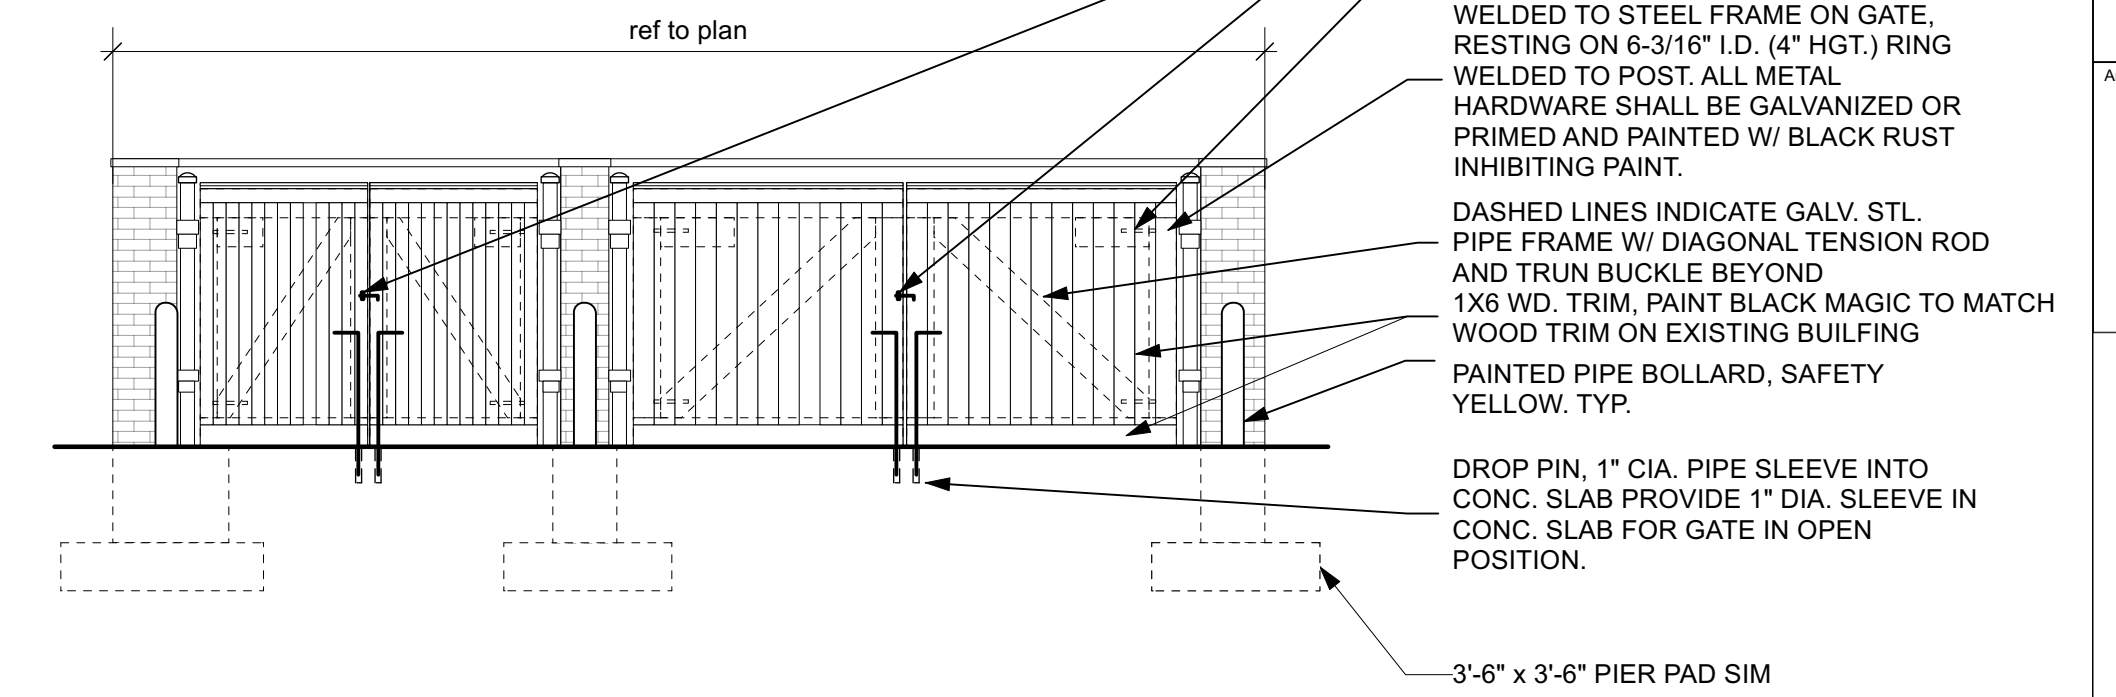 ref to plan
WELDED TO STEEL FRAME ON GATE,
RESTING ON 6-3/16" I.D. (4" HGT.) RING
WELDED TO POST. ALL METAL
HARDWARE SHALL BE GALVANIZED OR
PRIMED AND PAINTED W/ BLACK RUST
INHIBITING PAINT.
DASHED LINES INDICATE GALV. STL.
PIPE FRAME W/ DIAGONAL TENSION ROD
AND TRUN BUCKLE BEYOND
1X6 WD. TRIM, PAINT BLACK MAGIC TO MATCH
WOOD TRIM ON EXISTING BUILFING
PAINTED PIPE BOLLARD, SAFETY
YELLOW. TYP.
DROP PIN, 1" CIA. PIPE SLEEVE INTO
CONC. SLAB PROVIDE 1" DIA. SLEEVE IN
CONC. SLAB FOR GATE IN OPEN
POSITION.
3'-6" x 3'-6" PIER PAD SIM